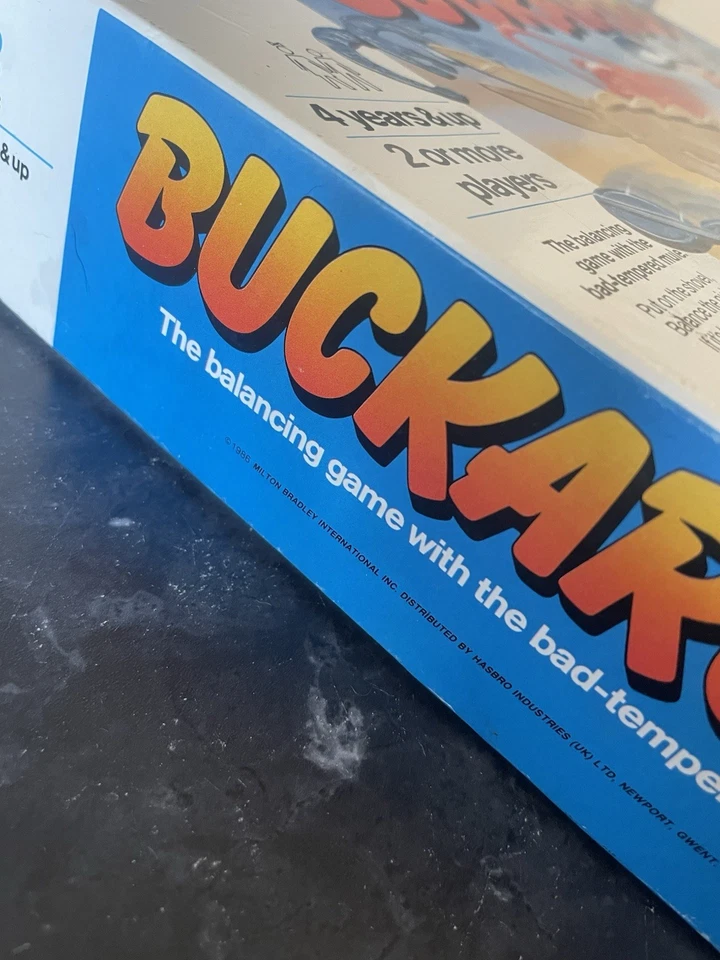 & up
4 years & up
2 or more
players
The balancing
game with the
bad-tempered mule
Put on the shovel,
Balance the
BUCKAR
The balancing game with the bad-tempe
© 1986 MILTON BRADLEY INTERNATIONAL INC. DISTRIBUTED BY HASBRO INDUSTRIES (UK) LTD, NEWPORT. GWENT.